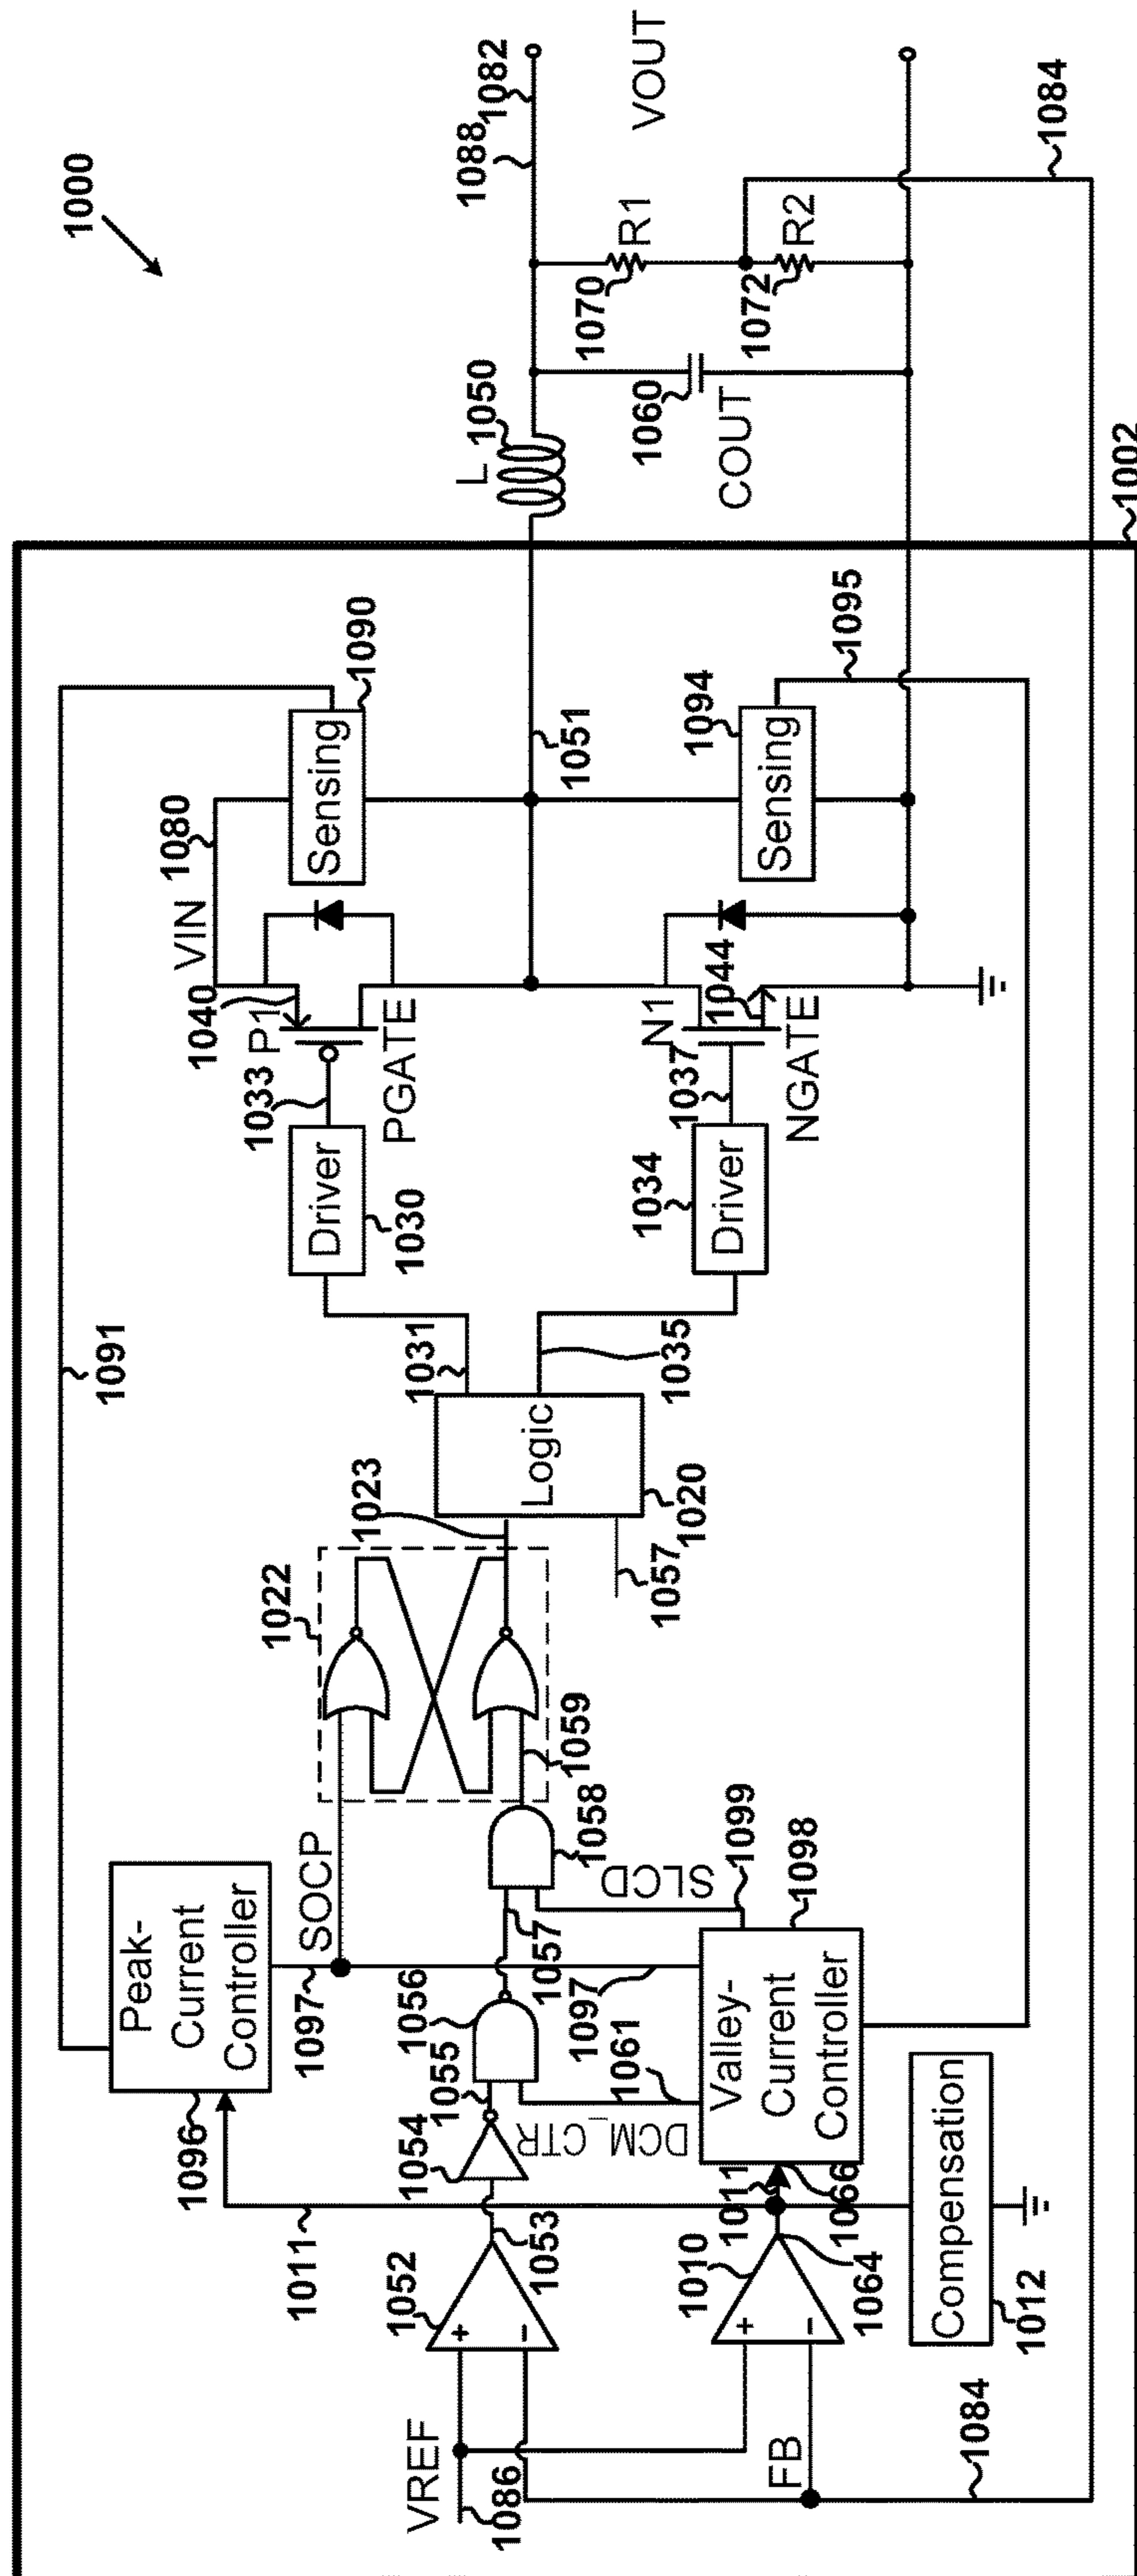 1000
1091
1080
VIN
1040
P1
1033
PGATE
Driver
1030
Sensing
1090
1031
1035
Logic
1020
1057
1023
1022
1059
1058
SLCD
1099
1098
Peak-
Current
Controller
1096
1097
SOCP
1097
1057
1056
1055
1061
DCM_CTR
1054
1053
1052
+
−
VREF
1086
1011
1011
1066
1010
1064
+
−
FB
1084
Valley-
Current
Controller
Compensation
1012
Driver
1034
1037
N1
1044
NGATE
Sensing
1094
1095
1051
L
1050
1088
1082
VOUT
R1
1070
R2
1072
1060
COUT
1084
1002